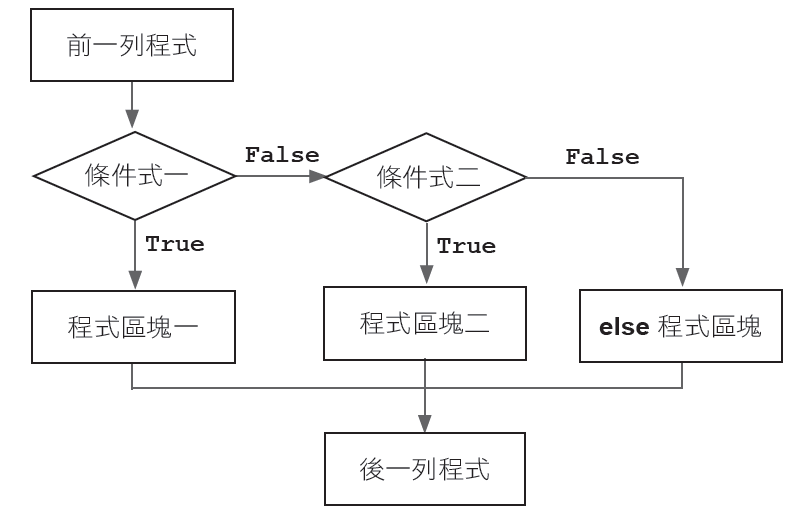 前一列程式
條件式一
False
條件式二
False
True
True
程式區塊一
程式區塊二
else 程式區塊
後一列程式